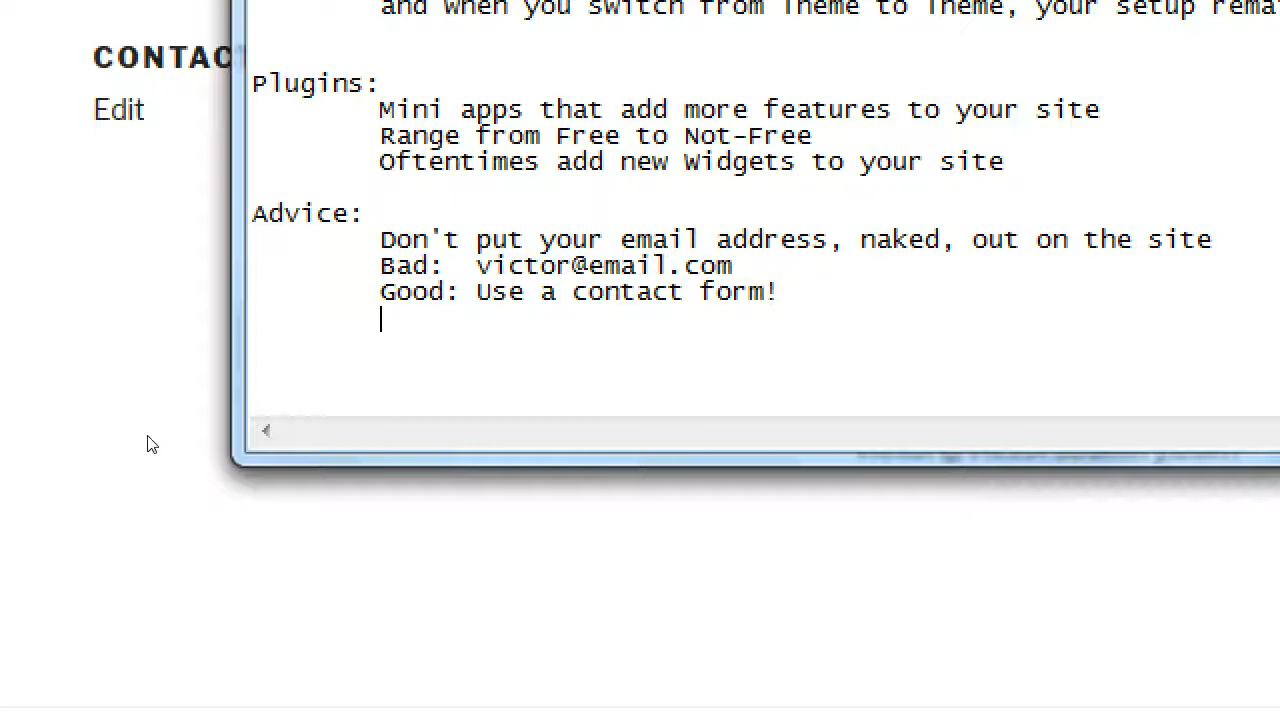 and when you switch from Theme to Theme, your setup
CONTAC
Edit
Plugins:
Mini apps that add more features to your site
Range from Free to Not-Free
Oftentimes add new Widgets to your site
Advice:
Don't put your email address, naked, out on the site
Bad: victor@email.com
Good: Use a contact form!